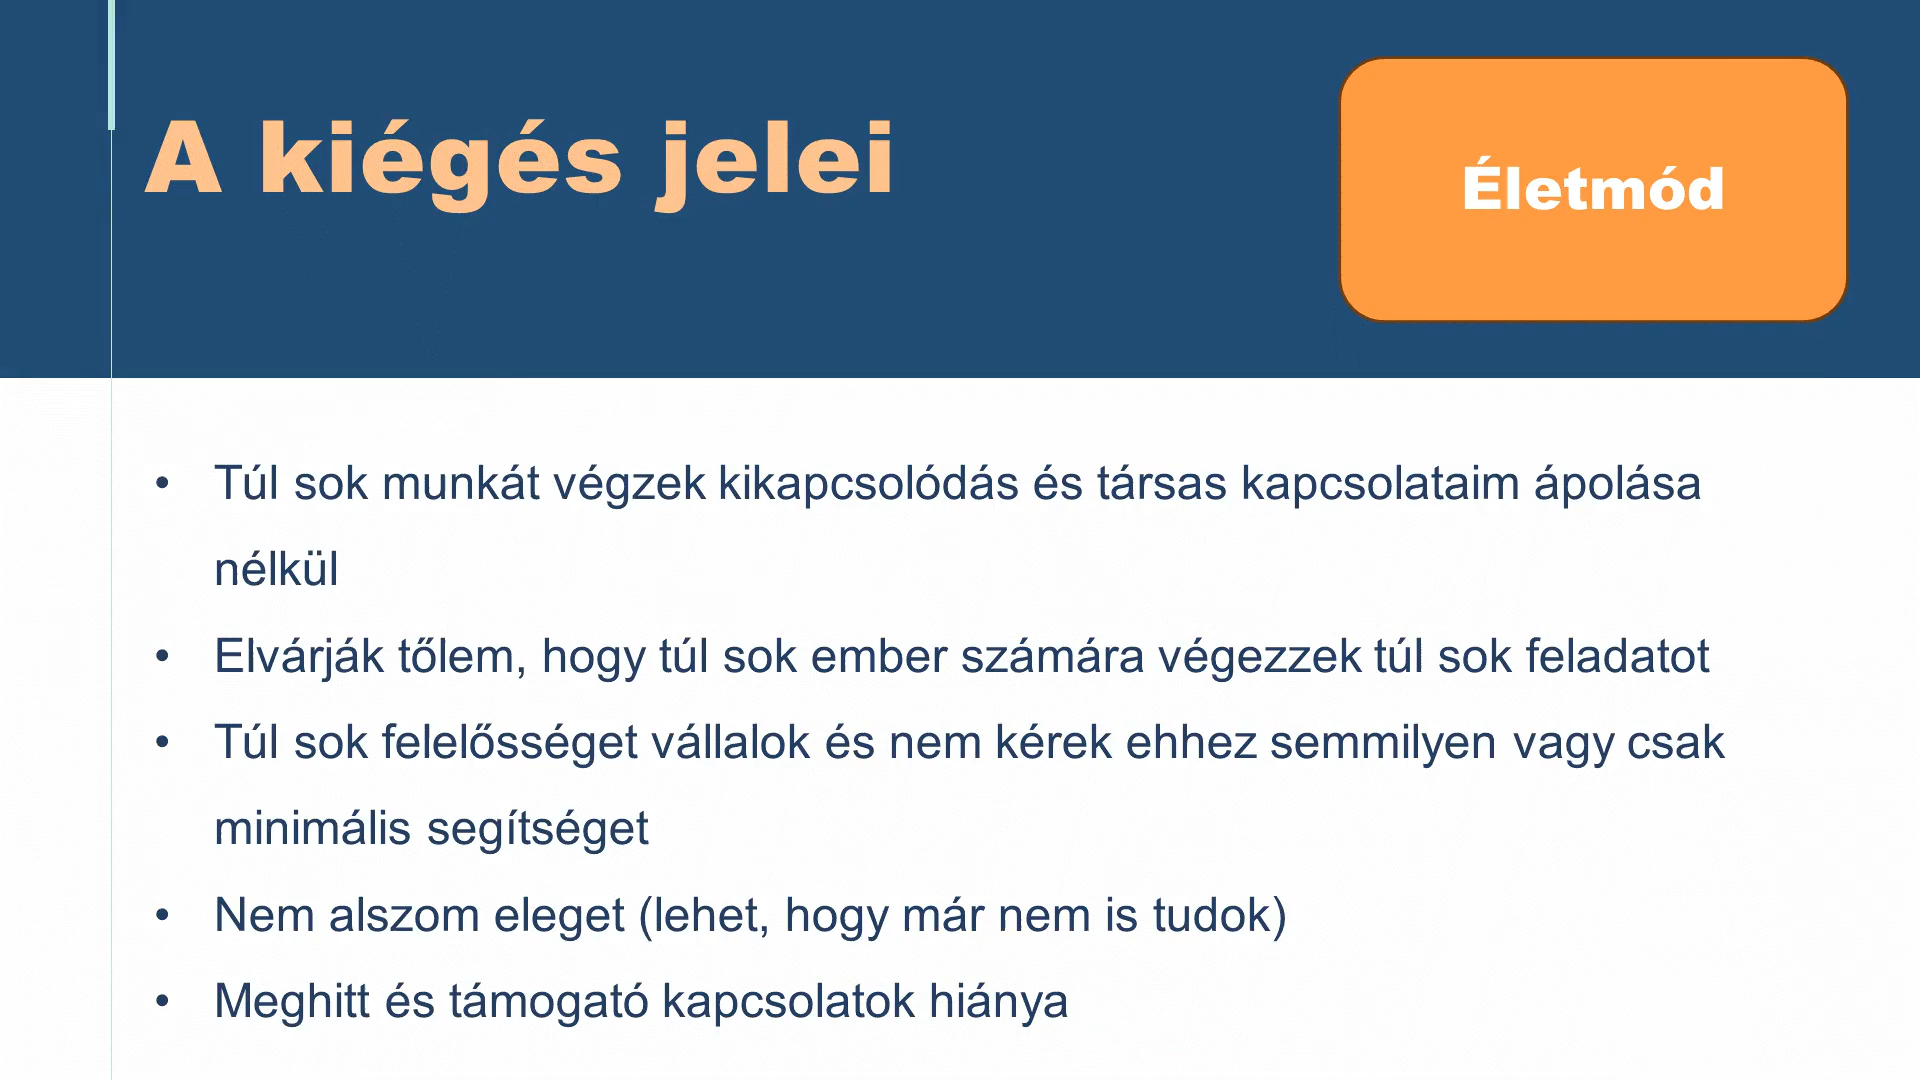 A kiégés jelei
Életmód
• Túl sok munkát végzek kikapcsolódás és társas kapcsolataim ápolása
nélkül
• Elvárják tőlem, hogy túl sok ember számára végezzek túl sok feladatot
• Túl sok felelősséget vállalok és nem kérek ehhez semmilyen vagy csak
minimális segítséget
• Nem alszom eleget (lehet, hogy már nem is tudok)
• Meghitt és támogató kapcsolatok hiánya